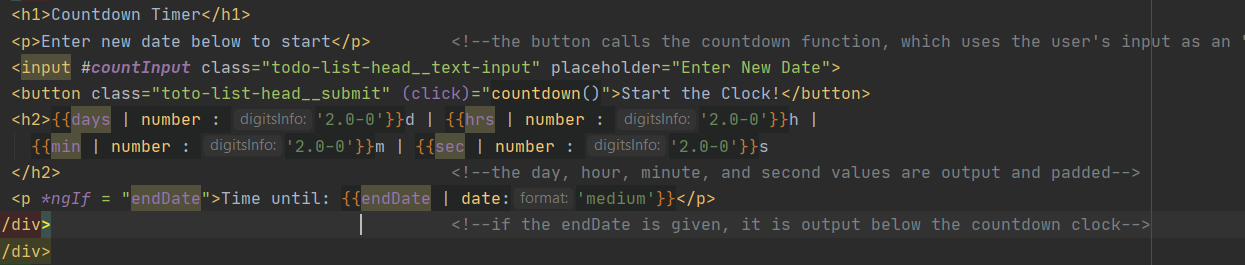 <h1>Countdown Timer</h1>
<p>Enter new date below to start</p> <!--the button calls the countdown function, which uses the user's input as an '
<input #countInput class="todo-list-head__text-input" placeholder="Enter New Date">
<button class="toto-list-head__submit" (click)="countdown()">Start the Clock!</button>
<h2>{{days | number : digitsInfo: '2.0-0'}}d | {{hrs | number : digitsInfo: '2.0-0'}}h |
{{min | number : digitsInfo: '2.0-0'}}m | {{sec | number : digitsInfo: '2.0-0'}}s
</h2> <!--the day, hour, minute, and second values are output and padded-->
<p *ngIf = "endDate">Time until: {{endDate | date: format: 'medium'}}</p>
/div> <!--if the endDate is given, it is output below the countdown clock-->
/div>